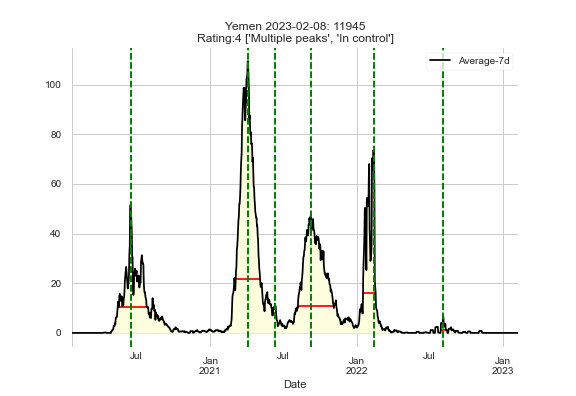 Yemen 2023-02-08: 11945
Rating:4 ['Multiple peaks', 'In control']
Average-7d
100
80
60
40
20
0
Jul
Jan
2021
Jul
Jan
2022
Jul
Jan
2023
Date